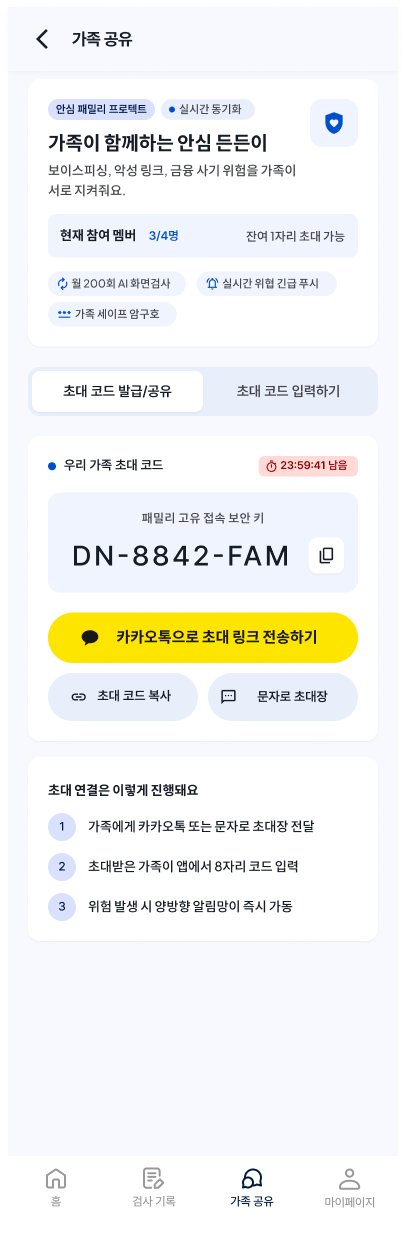 가족 공유
안심 패밀리 프로젝트
실시간 동기화
가족이 함께하는 안심 든든이
보이스피싱, 악성 링크, 금융 사기 위험을 가족이
서로 지켜줘요.
현재 참여 멤버 3/4명 잔여 1자리 초대 가능
월 200회 AI 화면검사
실시간 위협 긴급 푸시
가족 세이프 암구호
초대 코드 발급/공유
초대 코드 입력하기
우리 가족 초대 코드
23:59:41 남음
패밀리 고유 접속 보안 키
DN-8842-FAM
카카오톡으로 초대 링크 전송하기
초대 코드 복사
문자로 초대장
초대 연결은 이렇게 진행돼요
1 가족에게 카카오톡 또는 문자로 초대장 전달
2 초대받은 가족이 앱에서 8자리 코드 입력
3 위험 발생 시 양방향 알림망이 즉시 가동
홈
검사 기록
가족 공유
마이페이지